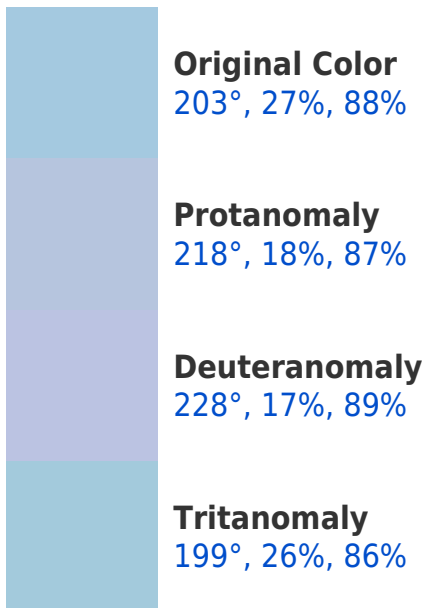 Original Color
203°, 27%, 88%
Protanomaly
218°, 18%, 87%
Deuteranomaly
228°, 17%, 89%
Tritanomaly
199°, 26%, 86%